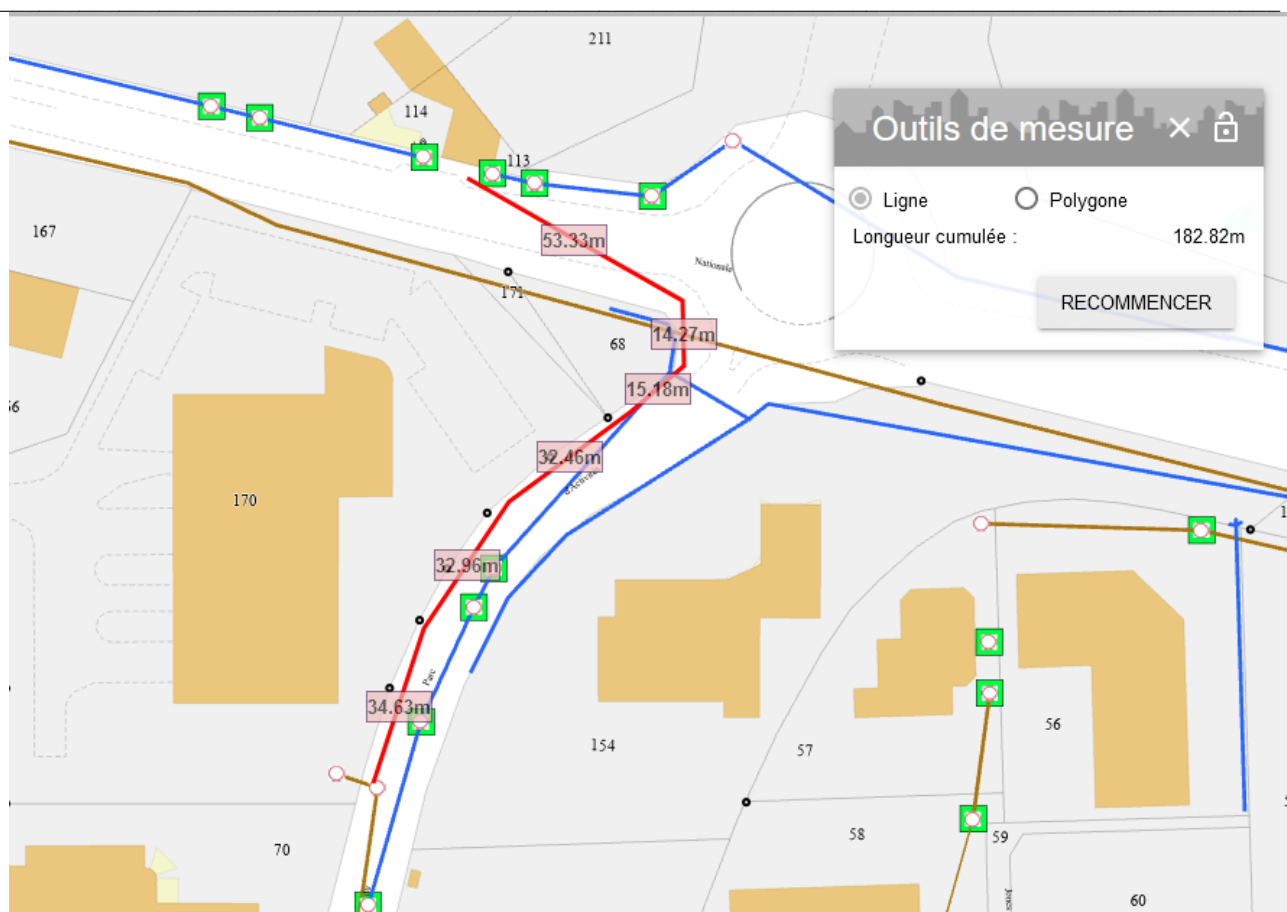 211
114
113
Outils de mesure
Ligne
Polygone
Longueur cumulée :
182.82m
RECOMMENCER
167
53.33m
Nationale
171
68
14.27m
15.18m
32.46m
d'Activité
170
32.96m
Parc
34.63m
154
57
56
58
59
70
60